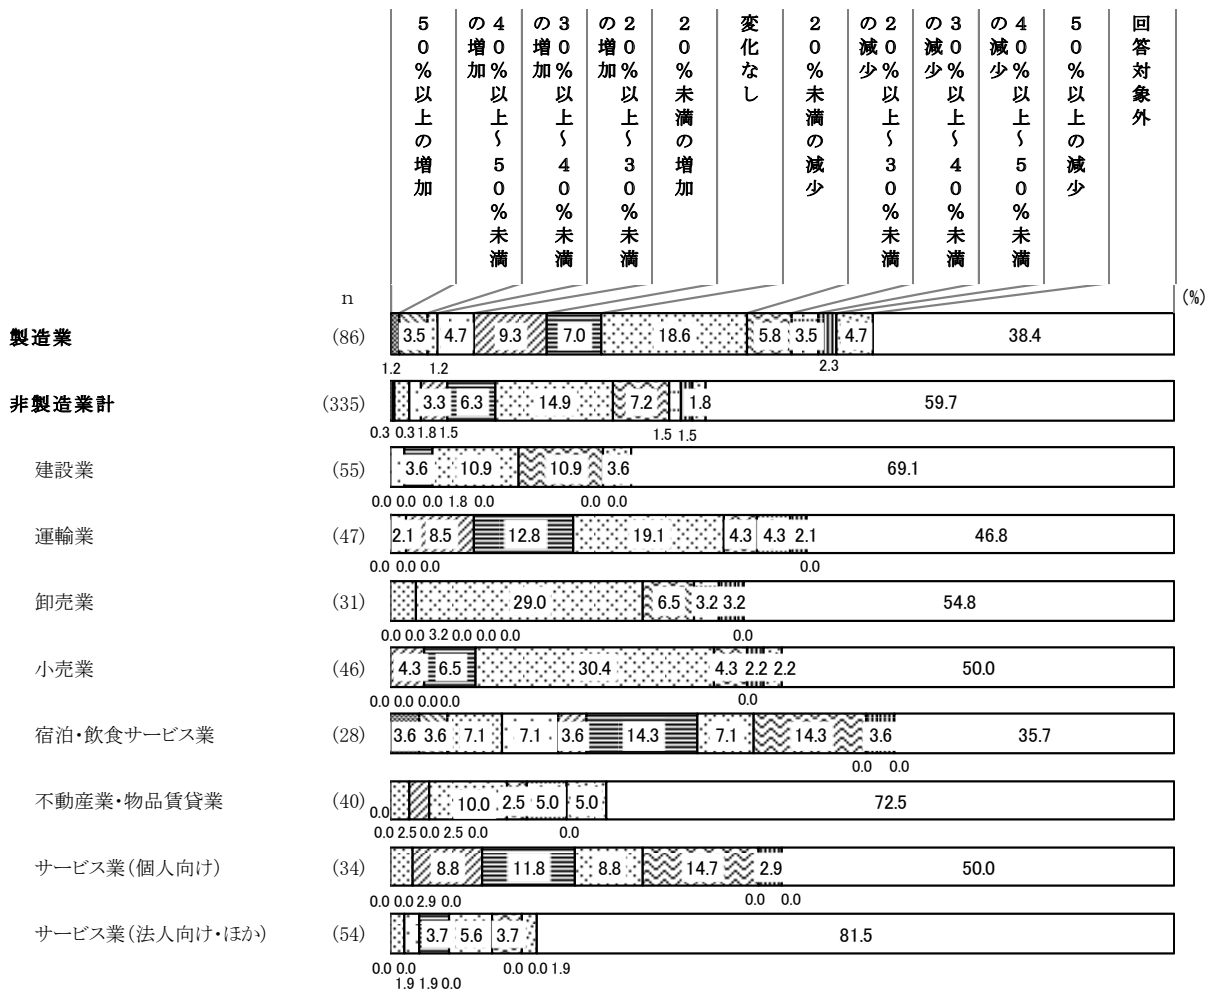 50%以上の増加
40%以上~50%未満の増加
30%以上~40%未満の増加
20%以上~30%未満の増加
20%未満の増加
変化なし
20%未満の減少
20%以上~30%未満の減少
30%以上~40%未満の減少
40%以上~50%未満の減少
50%以上の減少
回答対象外
n (%)
製造業 (86) 3.5 4.7 9.3 7.0 18.6 5.8 3.5 4.7 38.4
1.2 1.2 2.3
非製造業計 (335) 3.3 6.3 14.9 7.2 1.8 59.7
0.3 0.3 1.8 1.5 1.5 1.5
建設業 (55) 3.6 10.9 10.9 3.6 69.1
0.0 0.0 0.0 1.8 0.0 0.0 0.0
運輸業 (47) 2.1 8.5 12.8 19.1 4.3 4.3 2.1 46.8
0.0 0.0 0.0 0.0
卸売業 (31) 29.0 6.5 3.2 3.2 54.8
0.0 0.0 3.2 0.0 0.0 0.0 0.0
小売業 (46) 4.3 6.5 30.4 4.3 2.2 2.2 50.0
0.0 0.0 0.0 0.0 0.0
宿泊・飲食サービス業 (28) 3.6 3.6 7.1 7.1 3.6 14.3 7.1 14.3 3.6 35.7
0.0 0.0
不動産業・物品賃貸業 (40) 0.0 10.0 2.5 5.0 5.0 72.5
0.0 2.5 0.0 2.5 0.0 0.0
サービス業(個人向け) (34) 8.8 11.8 8.8 14.7 2.9 50.0
0.0 0.0 2.9 0.0 0.0 0.0
サービス業(法人向け・ほか) (54) 3.7 5.6 3.7 81.5
0.0 0.0 0.0 0.0 1.9
1.9 1.9 0.0